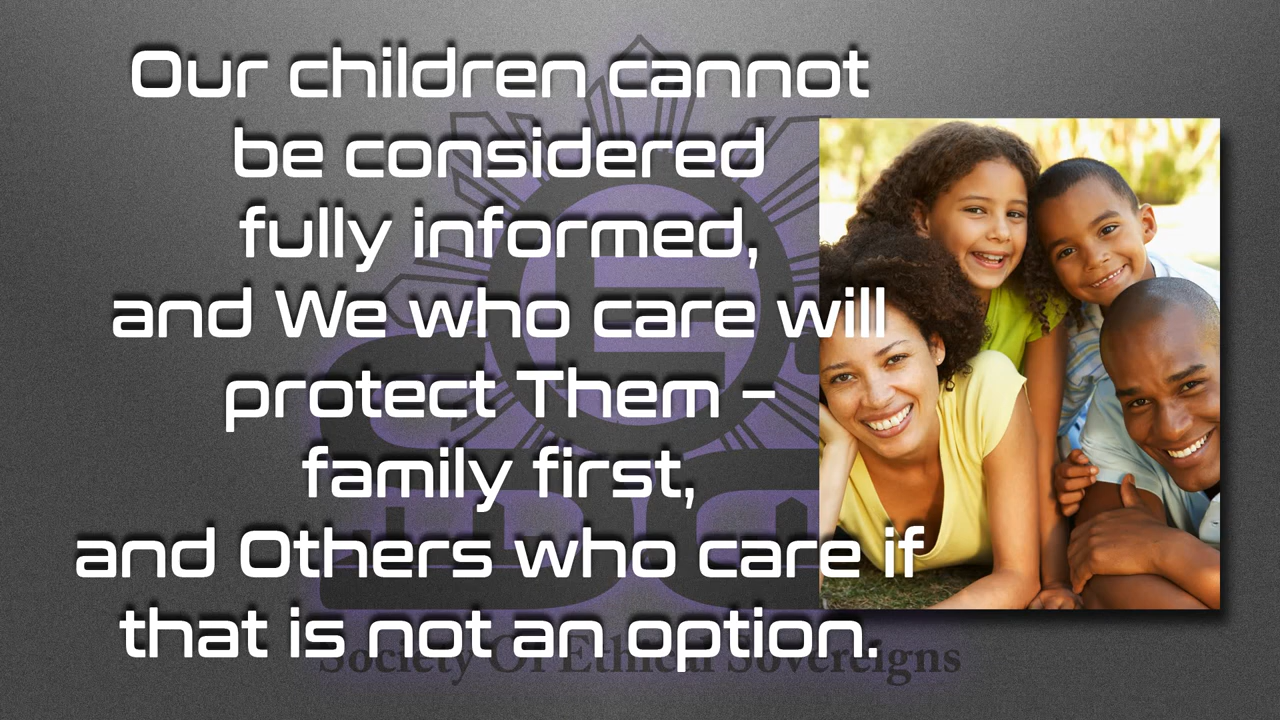 Our children cannot
be considered
fully informed,
and We who care will
protect Them –
family first,
and Others who care if
that is not an option.
Society Of Ethical Sovereigns